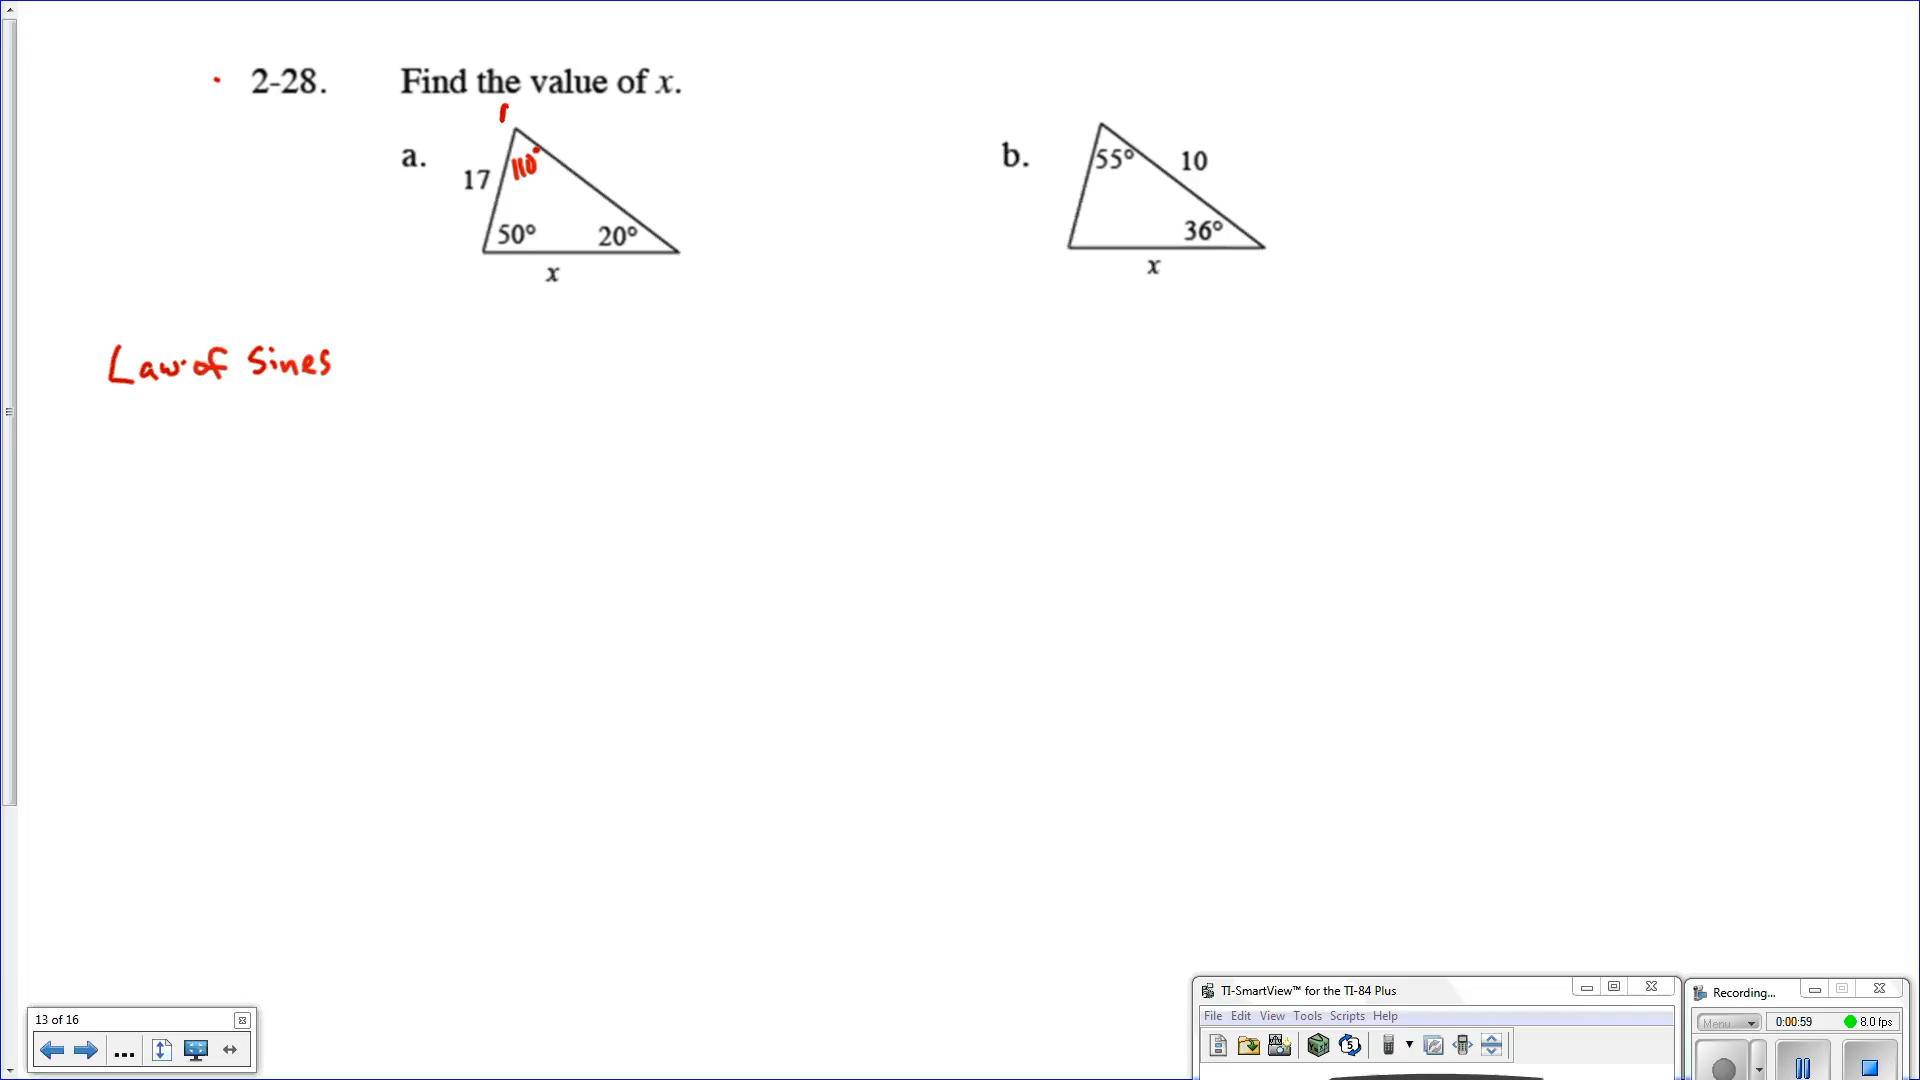 2-28. Find the value of x.
a.
17
110°
50°
20°
x
b.
55°
10
36°
x
Law of Sines
13 of 16
...
TI-SmartView™ for the TI-84 Plus
File Edit View Tools Scripts Help
Recording...
Menu
0:00:59
8.0 fps